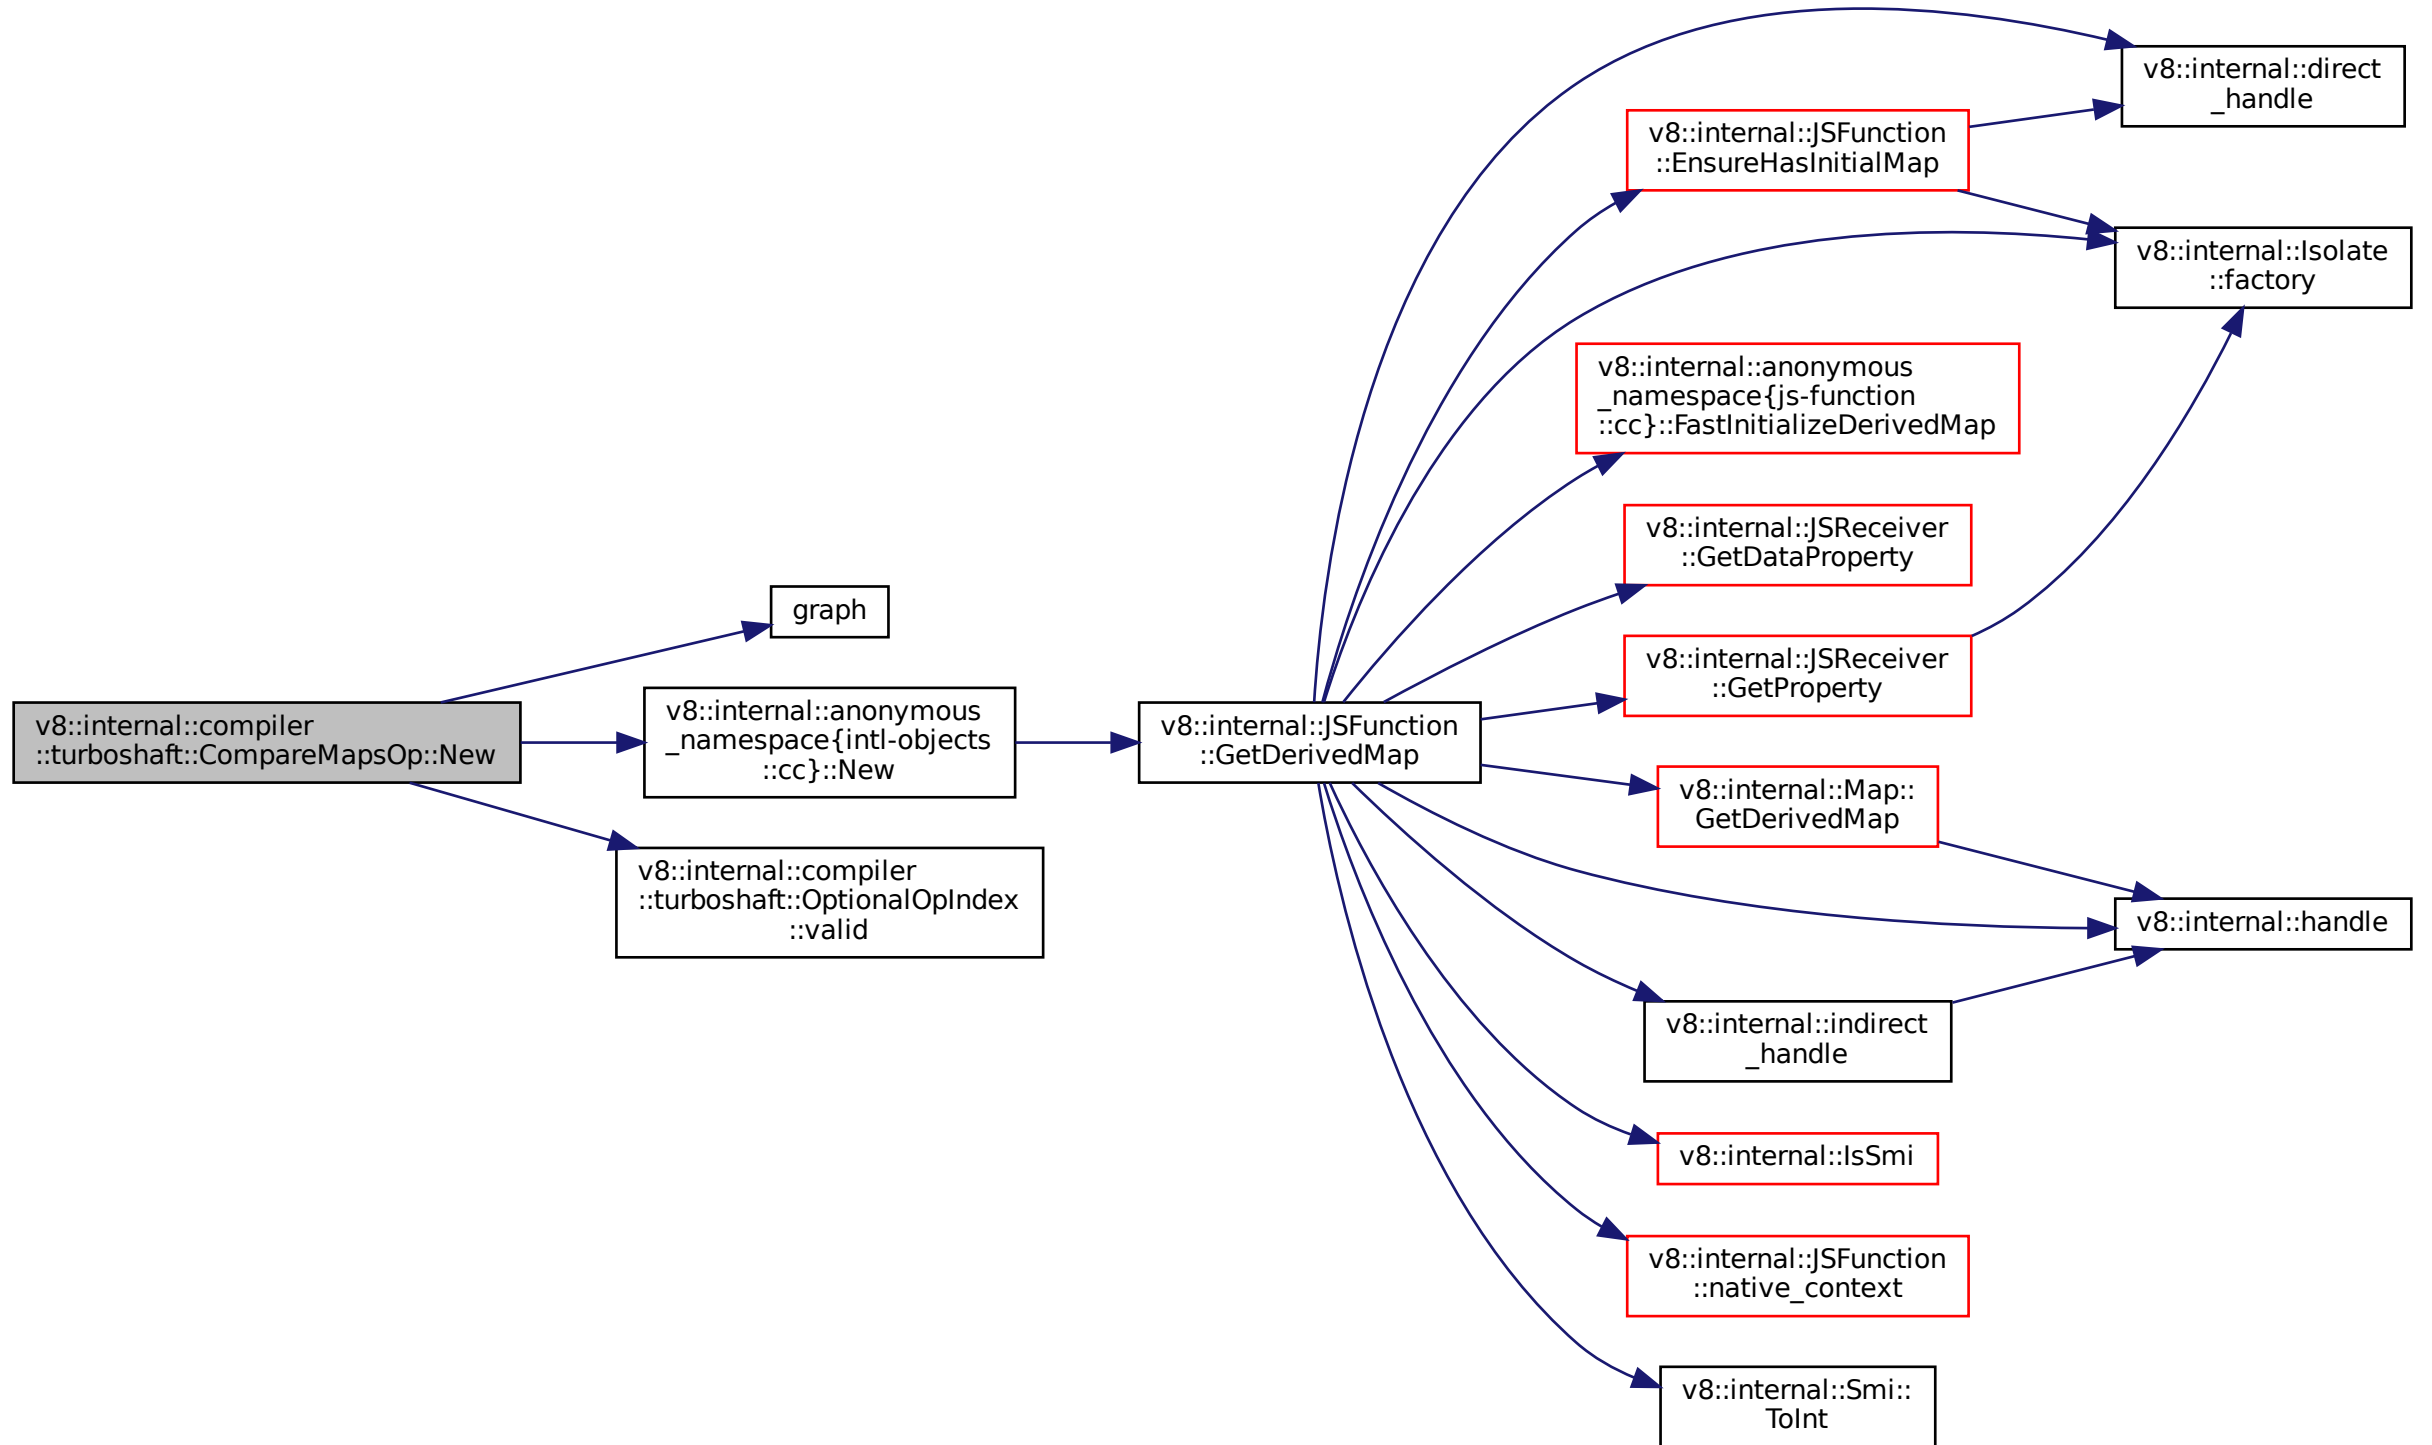 v8::internal::compiler
::turboshaft::CompareMapsOp::New
graph
v8::internal::anonymous
_namespace{intl-objects
::cc}::New
v8::internal::compiler
::turboshaft::OptionalOpIndex
::valid
v8::internal::JSFunction
::GetDerivedMap
v8::internal::direct
_handle
v8::internal::JSFunction
::EnsureHasInitialMap
v8::internal::Isolate
::factory
v8::internal::anonymous
_namespace{js-function
::cc}::FastInitializeDerivedMap
v8::internal::JSReceiver
::GetDataProperty
v8::internal::JSReceiver
::GetProperty
v8::internal::Map::
GetDerivedMap
v8::internal::handle
v8::internal::indirect
_handle
v8::internal::IsSmi
v8::internal::JSFunction
::native_context
v8::internal::Smi::
ToInt